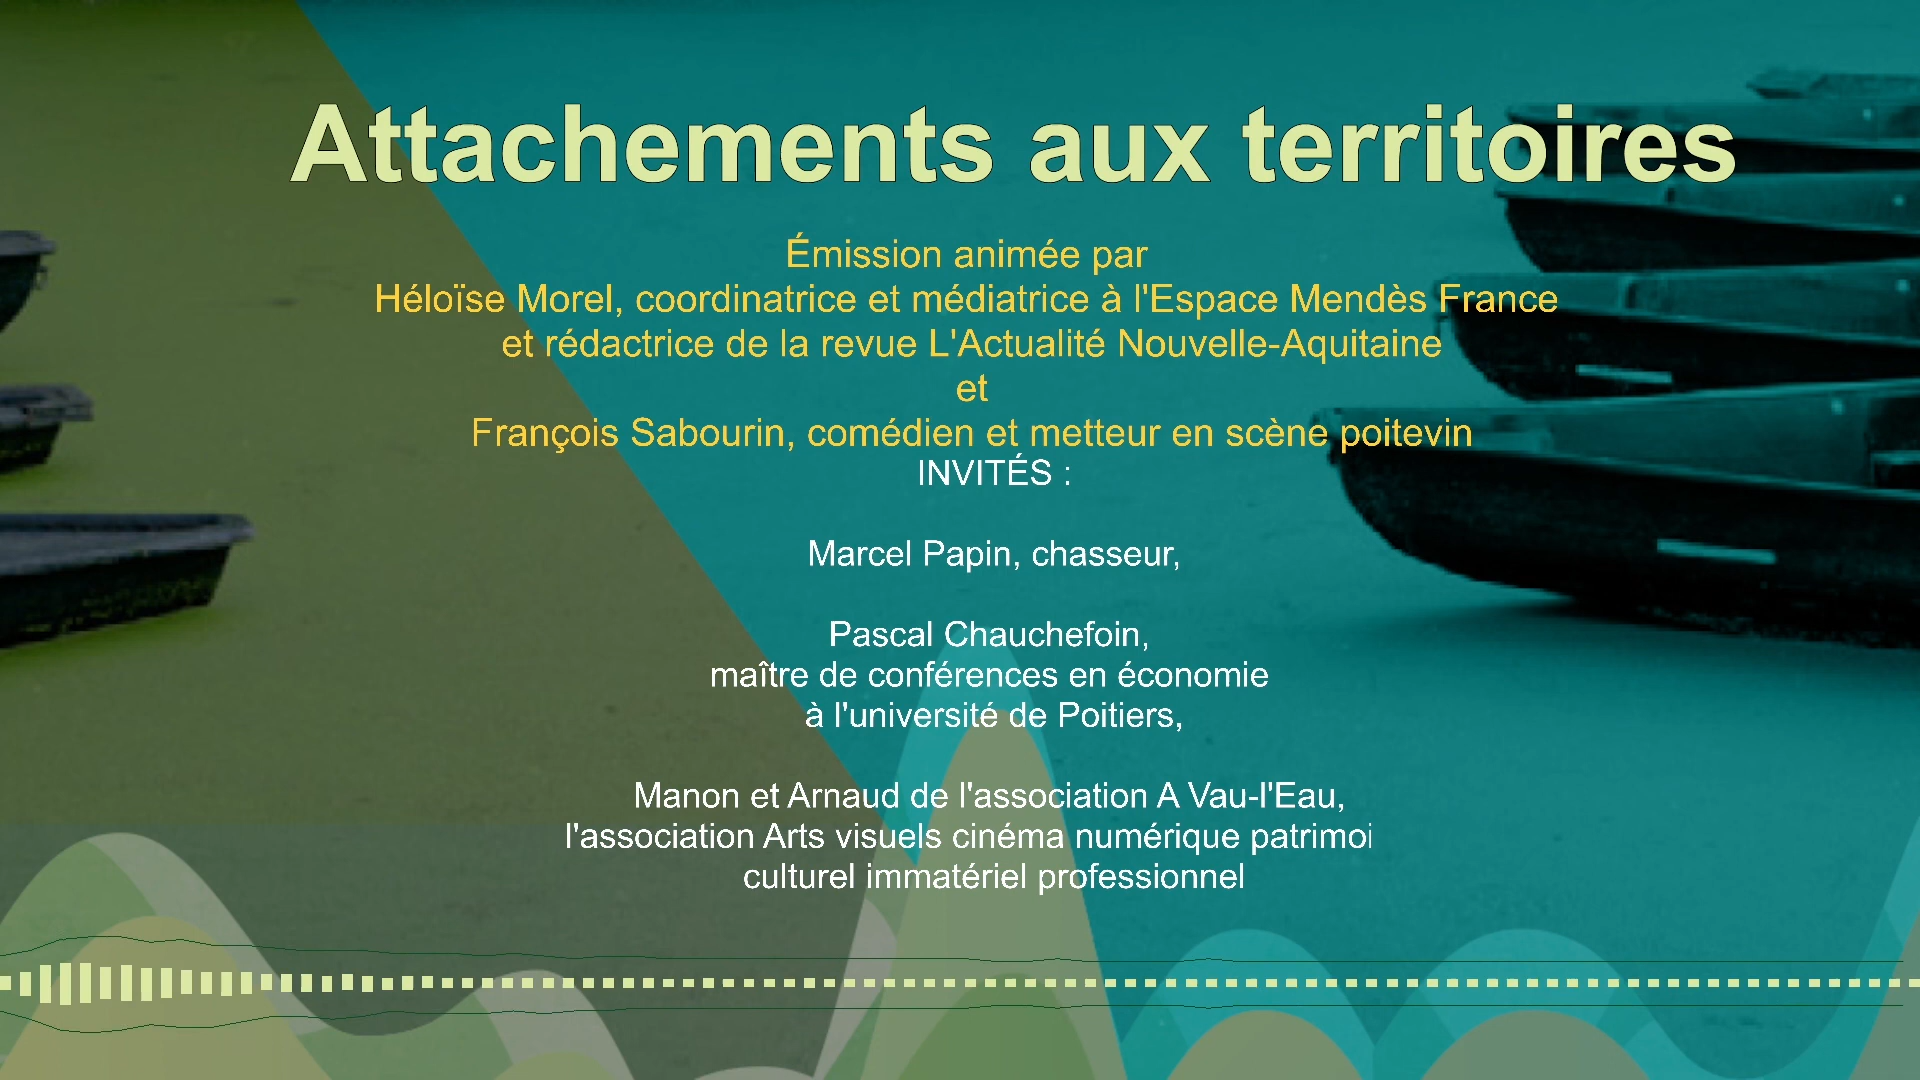 Attachements aux territoires
Émission animée par
Héloïse Morel, coordinatrice et médiatrice à l'Espace Mendès France
et rédactrice de la revue L'Actualité Nouvelle-Aquitaine
et
François Sabourin, comédien et metteur en scène poitevin
INVITÉS :
Marcel Papin, chasseur,
Pascal Chauchefoin,
maître de conférences en économie
à l'université de Poitiers,
Manon et Arnaud de l'association A Vau-l'Eau,
l'association Arts visuels cinéma numérique patrimoi
culturel immatériel professionnel